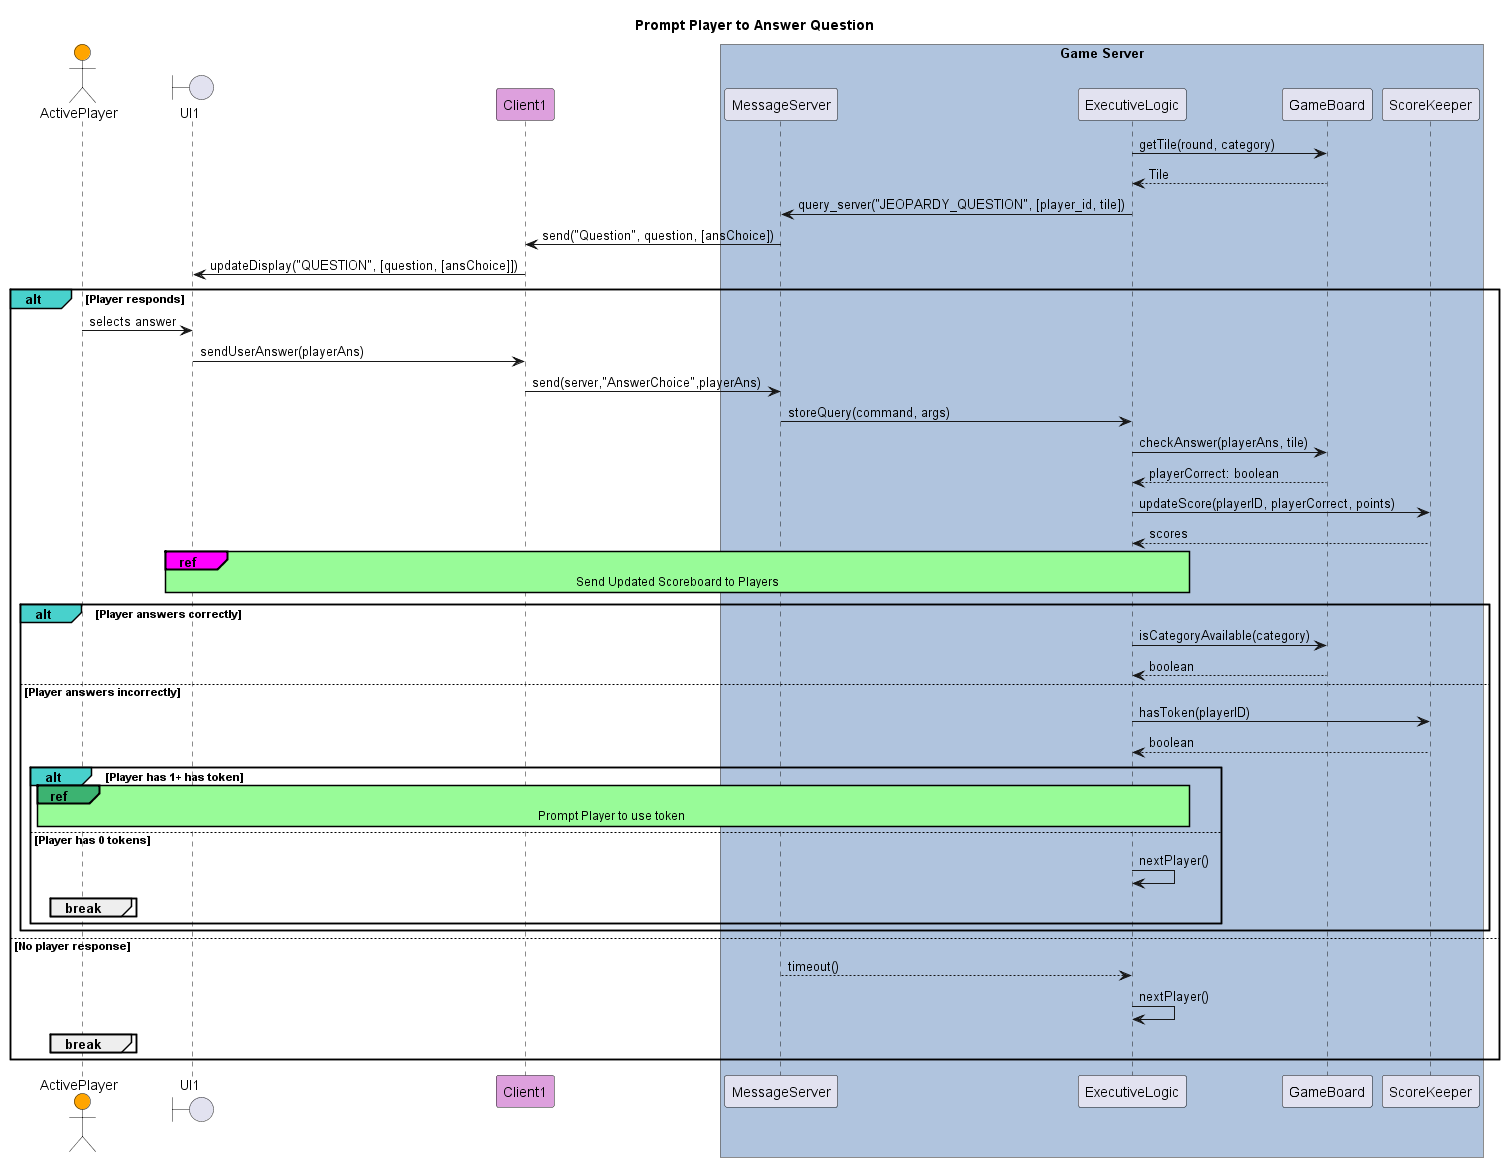 Prompt Player to Answer Question
Game Server
ActivePlayer
UI1
Client1
MessageServer
ExecutiveLogic
GameBoard
ScoreKeeper
getTile(round, category)
Tile
query_server("JEOPARDY_QUESTION", [player_id, tile])
send("Question", question, [ansChoice])
updateDisplay("QUESTION", [question, [ansChoice]])
alt [Player responds]
selects answer
sendUserAnswer(playerAns)
send(server,"AnswerChoice",playerAns)
storeQuery(command, args)
checkAnswer(playerAns, tile)
playerCorrect: boolean
updateScore(playerID, playerCorrect, points)
scores
ref
Send Updated Scoreboard to Players
alt [Player answers correctly]
isCategoryAvailable(category)
boolean
[Player answers incorrectly]
hasToken(playerID)
boolean
alt [Player has 1+ has token]
ref
Prompt Player to use token
[Player has 0 tokens]
nextPlayer()
break
[No player response]
timeout()
nextPlayer()
break
ActivePlayer
UI1
Client1
MessageServer
ExecutiveLogic
GameBoard
ScoreKeeper